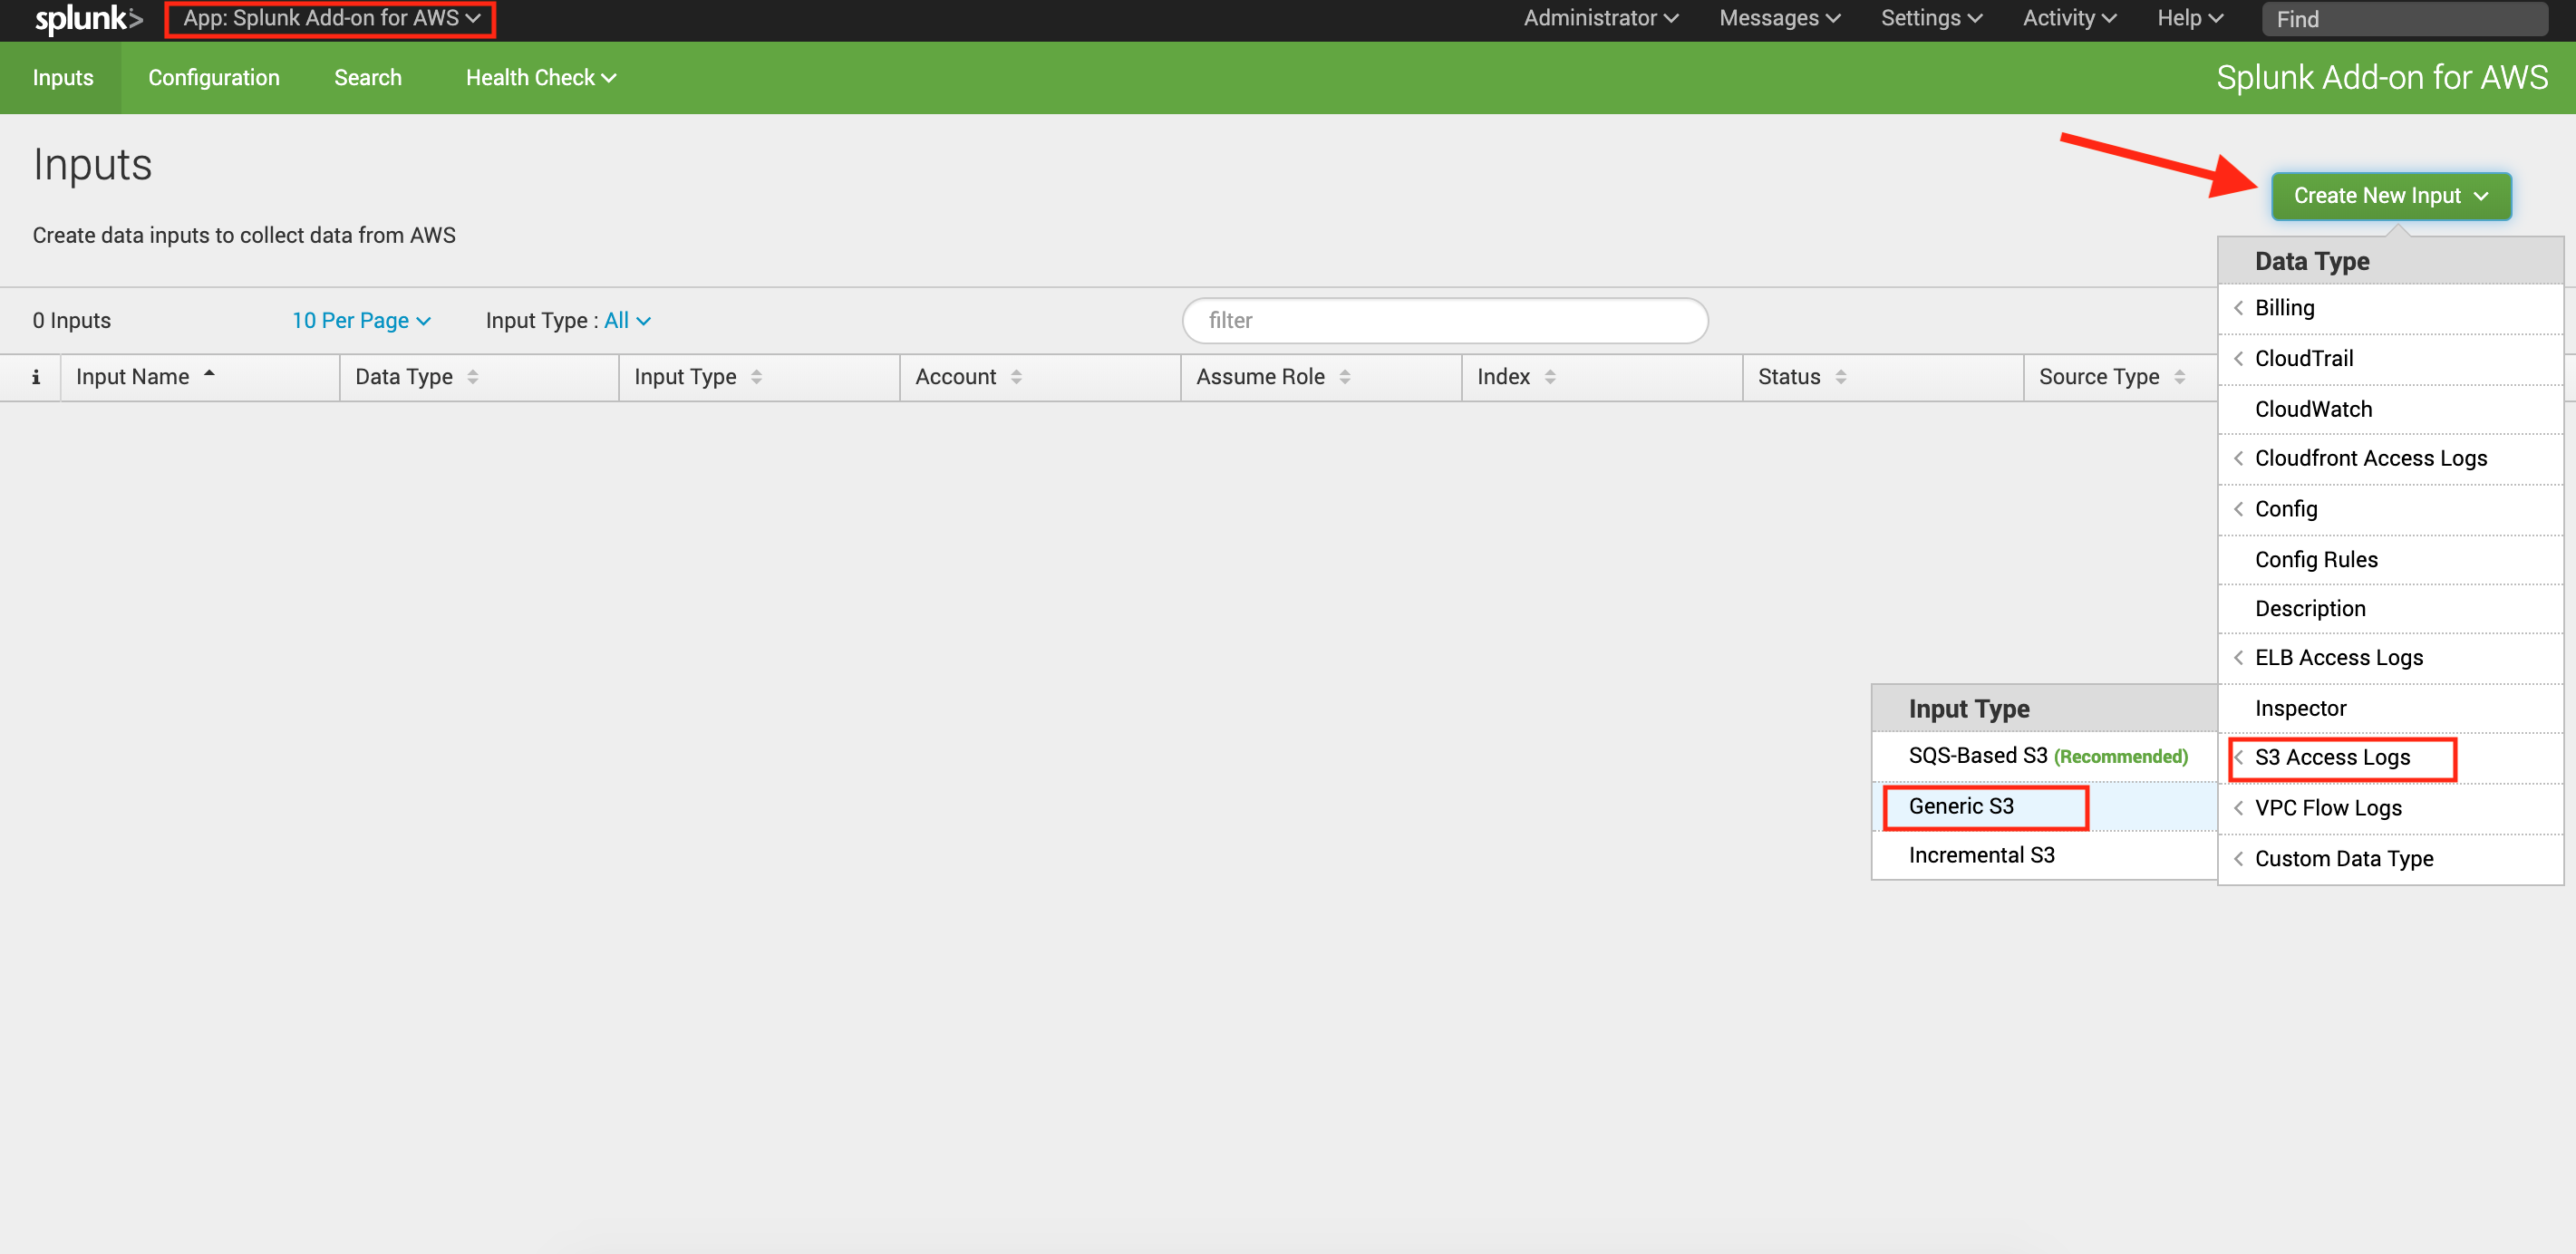 splunk> App: Splunk Add-on for AWS Administrator Messages Settings Activity Help Find
Inputs Configuration Search Health Check Splunk Add-on for AWS
Inputs
Create New Input
Create data inputs to collect data from AWS
0 Inputs 10 Per Page Input Type : All filter
i Input Name Data Type Input Type Account Assume Role Index Status Source Type
Data Type
Billing
CloudTrail
CloudWatch
Cloudfront Access Logs
Config
Config Rules
Description
ELB Access Logs
Inspector
S3 Access Logs
VPC Flow Logs
Custom Data Type
Input Type
SQS-Based S3 (Recommended)
Generic S3
Incremental S3